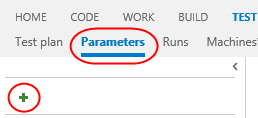 HOME CODE WORK BUILD TEST
Test plan Parameters Runs Machines